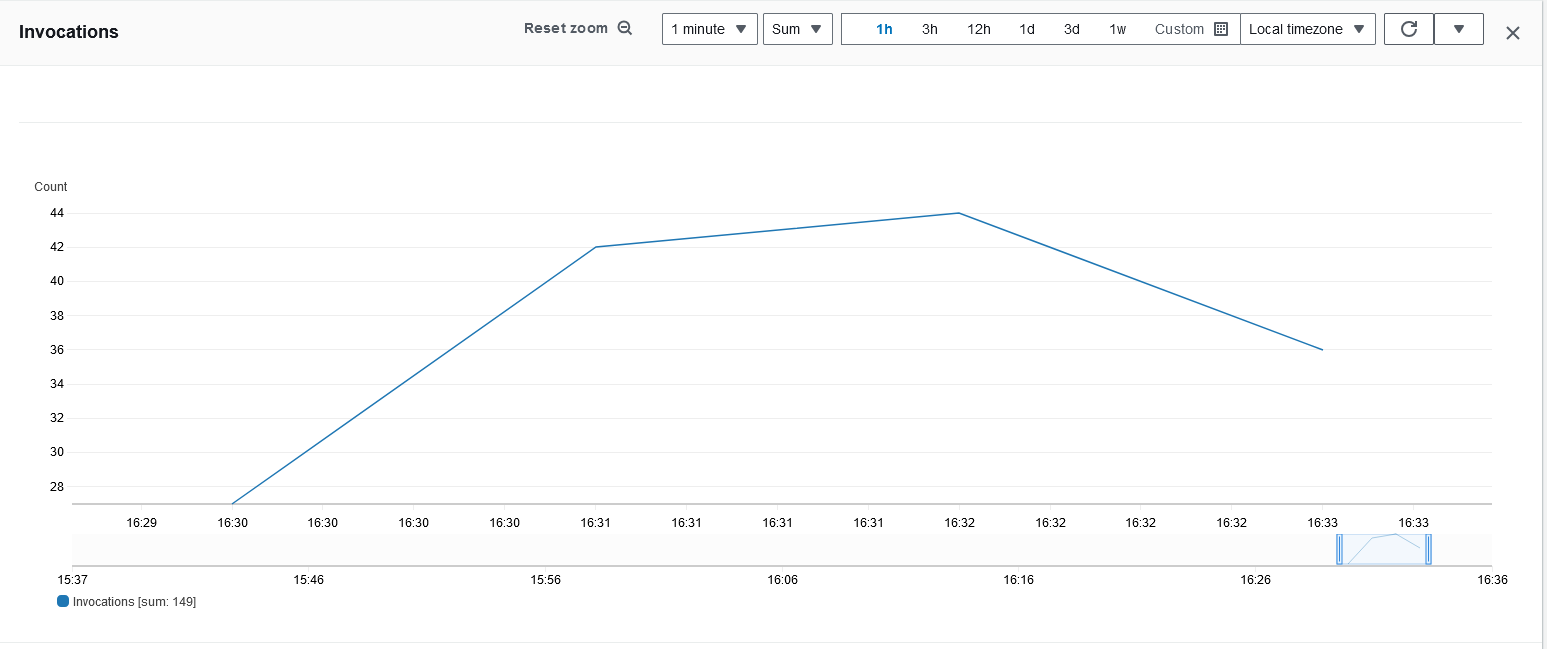 Invocations
Reset zoom
1 minute
Sum
1h 3h 12h 1d 3d 1w Custom
Local timezone
Count
44
42
40
38
36
34
32
30
28
16:29 16:30 16:30 16:30 16:30 16:31 16:31 16:31 16:31 16:32 16:32 16:32 16:32 16:33 16:33
15:37 15:46 15:56 16:06 16:16 16:26 16:36
Invocations [sum: 149]